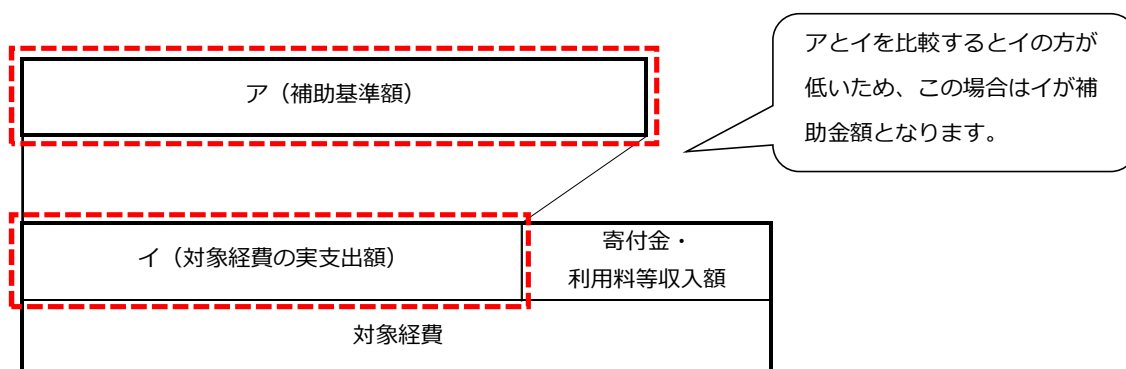 アとイを比較するとイの方が
低いため、この場合はイが補
助金額となります。
ア（補助基準額）
イ（対象経費の実支出額）
寄付金・
利用料等収入額
対象経費